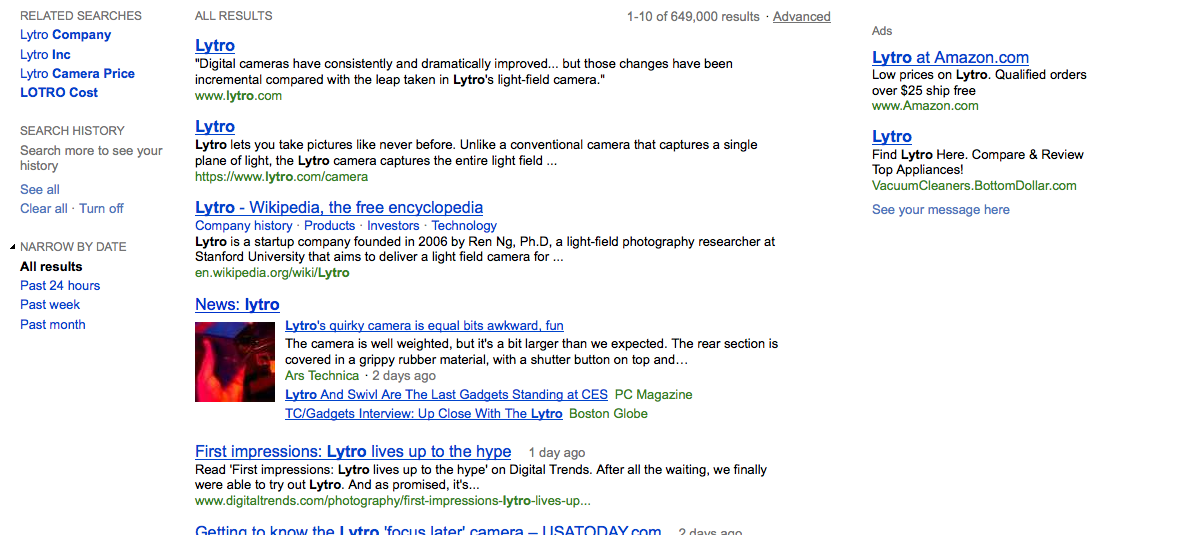 RELATED SEARCHES
Lytro Company
Lytro Inc
Lytro Camera Price
LOTRO Cost
SEARCH HISTORY
Search more to see your
history
See all
Clear all · Turn off
NARROW BY DATE
All results
Past 24 hours
Past week
Past month
ALL RESULTS
1-10 of 649,000 results · Advanced
Lytro
"Digital cameras have consistently and dramatically improved... but those changes have been
incremental compared with the leap taken in Lytro's light-field camera."
www.lytro.com
Lytro
Lytro lets you take pictures like never before. Unlike a conventional camera that captures a single
plane of light, the Lytro camera captures the entire light field ...
https://www.lytro.com/camera
Lytro - Wikipedia, the free encyclopedia
Company history · Products · Investors · Technology
Lytro is a startup company founded in 2006 by Ren Ng, Ph.D, a light-field photography researcher at
Stanford University that aims to deliver a light field camera for ...
en.wikipedia.org/wiki/Lytro
News: lytro
Lytro's quirky camera is equal bits awkward, fun
The camera is well weighted, but it's a bit larger than we expected. The rear section is
covered in a grippy rubber material, with a shutter button on top and…
Ars Technica · 2 days ago
Lytro And Swivl Are The Last Gadgets Standing at CES PC Magazine
TC/Gadgets Interview: Up Close With The Lytro Boston Globe
First impressions: Lytro lives up to the hype 1 day ago
Read 'First impressions: Lytro lives up to the hype' on Digital Trends. After all the waiting, we finally
were able to try out Lytro. And as promised, it's...
www.digitaltrends.com/photography/first-impressions-lytro-lives-up...
Getting to know the Lytro 'focus later' camera – USATODAY.com 2 days ago
Ads
Lytro at Amazon.com
Low prices on Lytro. Qualified orders
over $25 ship free
www.Amazon.com
Lytro
Find Lytro Here. Compare & Review
Top Appliances!
VacuumCleaners.BottomDollar.com
See your message here